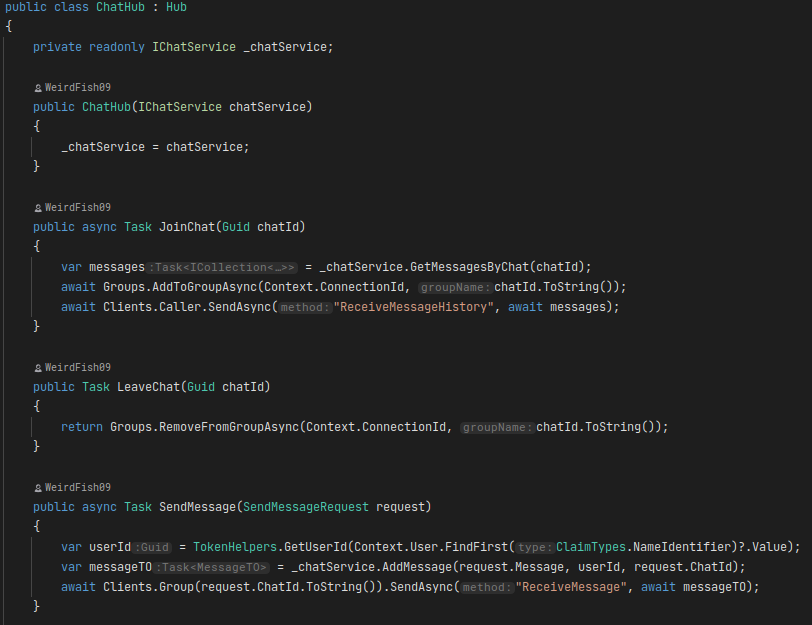 public class ChatHub : Hub
{
    private readonly IChatService _chatService;
    WeirdFish09
    public ChatHub(IChatService chatService)
    {
        _chatService = chatService;
    }
    WeirdFish09
    public async Task JoinChat(Guid chatId)
    {
        var messages :Task<ICollection<…>> = _chatService.GetMessagesByChat(chatId);
        await Groups.AddToGroupAsync(Context.ConnectionId, groupName: chatId.ToString());
        await Clients.Caller.SendAsync( method: "ReceiveMessageHistory", await messages);
    }
    WeirdFish09
    public Task LeaveChat(Guid chatId)
    {
        return Groups.RemoveFromGroupAsync(Context.ConnectionId, groupName: chatId.ToString());
    }
    WeirdFish09
    public async Task SendMessage(SendMessageRequest request)
    {
        var userId :Guid = TokenHelpers.GetUserId(Context.User.FindFirst( type: ClaimTypes.NameIdentifier)?.Value);
        var messageTO :Task<MessageTO> = _chatService.AddMessage(request.Message, userId, request.ChatId);
        await Clients.Group(request.ChatId.ToString()).SendAsync( method: "ReceiveMessage", await messageTO);
    }